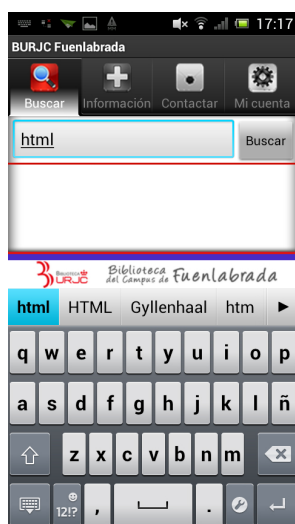 17:17
BURJC Fuenlabrada
Buscar Información Contactar Mi cuenta
html Buscar
Biblioteca
URJC
Biblioteca
del Campus de Fuenlabrada
html HTML Gyllenhaal htm
q w e r t y u i o p
a s d f g h j k l ñ
z x c v b n m
12!? , .